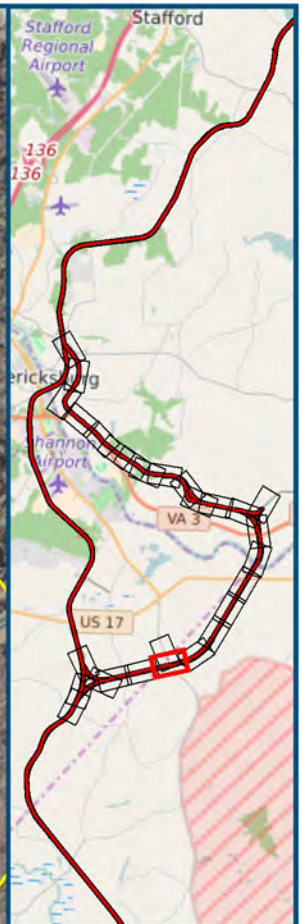 Stafford
Stafford
Regional
Airport
136
136
ericksburg
Shannon
Airport
VA 3
US 17